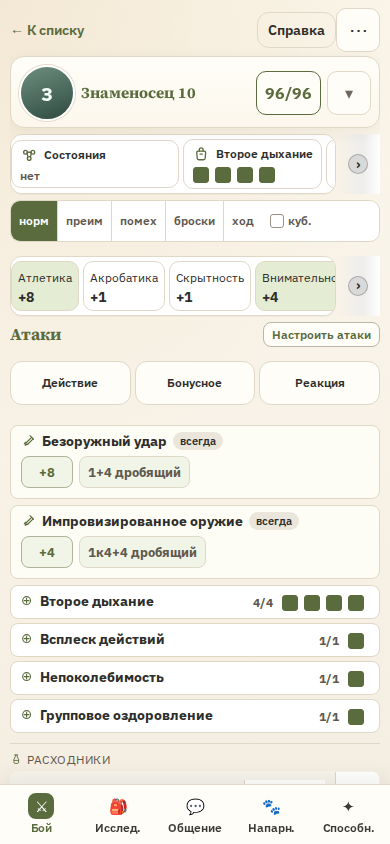 ← К списку
Справка
...
З
Знаменосец 10
96/96
▼
Состояния
нет
Второе дыхание
норм преим помех броски ход куб.
Атлетика Акробатика Скрытность
+8 +1 +1 +4
Атаки
Настроить атаки
Действие Бонусное Реакция
Безоружный удар всегда
+8 1+4 дробящий
Импровизированное оружие всегда
+4 1к4+4 дробящий
Второе дыхание 4/4
Всплеск действий 1/1
Непоколебимость 1/1
Групповое оздоровление 1/1
РАСХОДНИКИ
Бой Исслед. Общение Напарн. Способн.